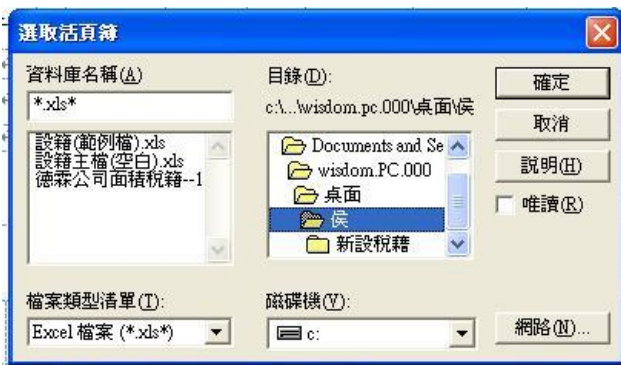 選取活頁簿
資料庫名稱(A)
*.xls*
設籍(範例檔).xls
設籍主檔(空白).xls
德霖公司面積稅籍--1
檔案類型清單(T):
Excel 檔案 (*.xls*)
目錄(D):
c:\...\wisdom.pc.000\桌面\侯
Documents and Se
wisdom.PC.000
桌面
侯
新設稅藉
磁碟機(V):
c:
確定
取消
說明(H)
唯讀(R)
網路(N)...